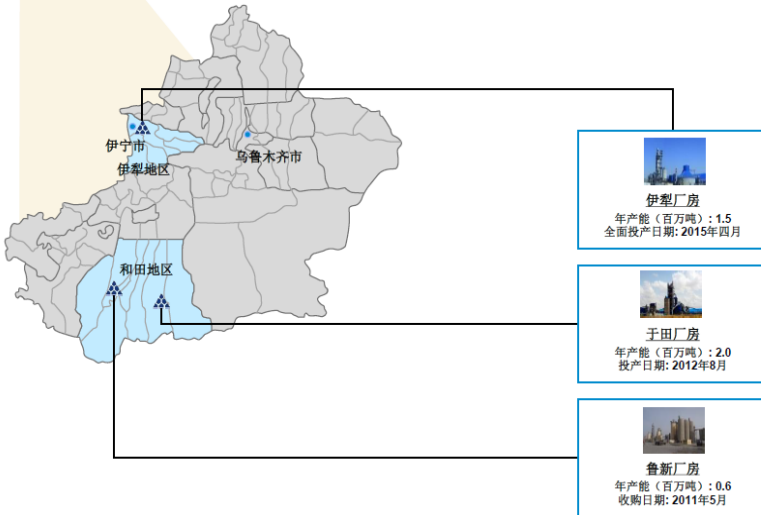 伊宁市
伊犁地区
乌鲁木齐市
和田地区
伊犁厂房
年产能（百万吨）: 1.5
全面投产日期: 2015年四月
于田厂房
年产能（百万吨）: 2.0
投产日期: 2012年8月
鲁新厂房
年产能（百万吨）: 0.6
收购日期: 2011年5月